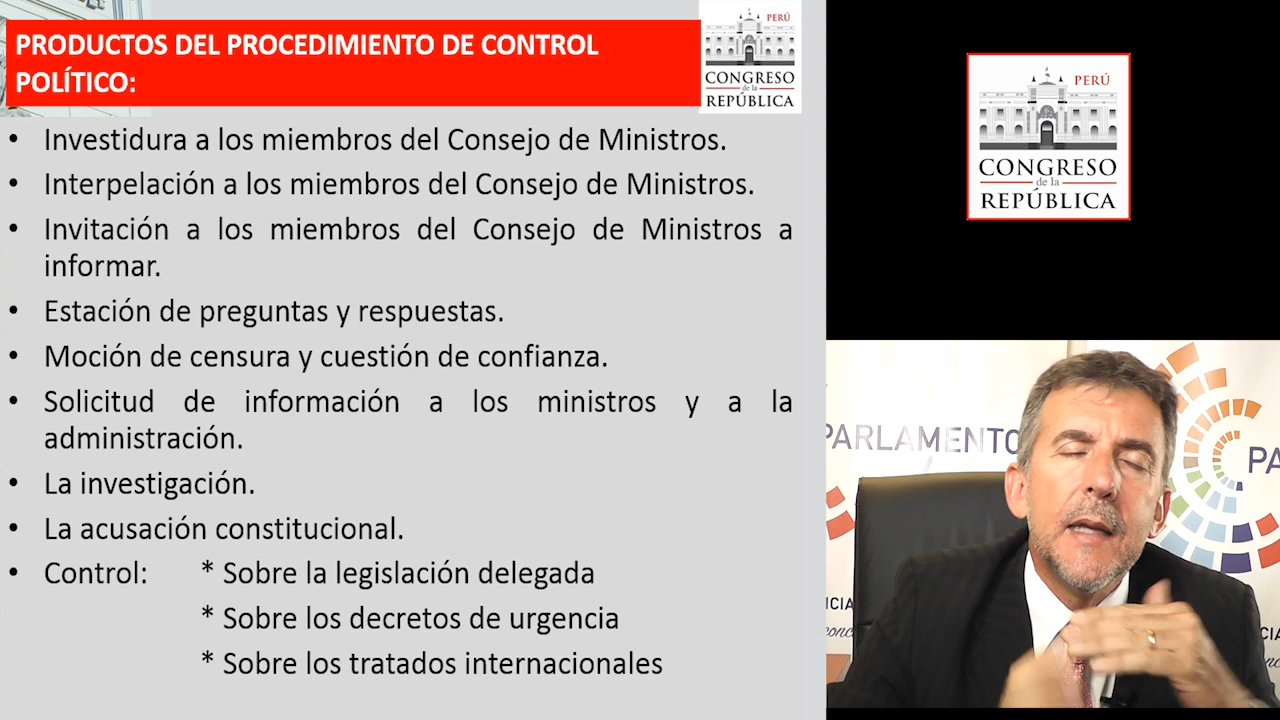 PRODUCTOS DEL PROCEDIMIENTO DE CONTROL
POLÍTICO:
PERÚ
CONGRESO
de la
REPÚBLICA
• Investidura a los miembros del Consejo de Ministros.
• Interpelación a los miembros del Consejo de Ministros.
• Invitación a los miembros del Consejo de Ministros a
informar.
• Estación de preguntas y respuestas.
• Moción de censura y cuestión de confianza.
• Solicitud de información a los ministros y a la
administración.
• La investigación.
• La acusación constitucional.
• Control: * Sobre la legislación delegada
* Sobre los decretos de urgencia
* Sobre los tratados internacionales
PERÚ
CONGRESO
de la
REPÚBLICA
PARLAMENTO
PA